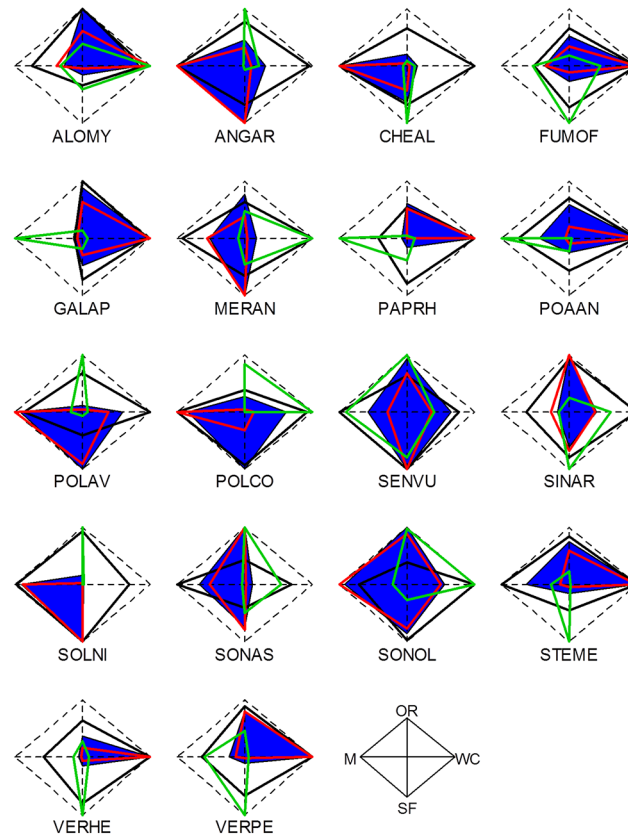 ALOMY ANGAR CHEAL FUMOF
GALAP MERAN PAPRH POAAN
POLAV POLCO SENVU SINAR
SOLNI SONAS SONOL STEME
OR
M WC
SF
VERHE VERPE